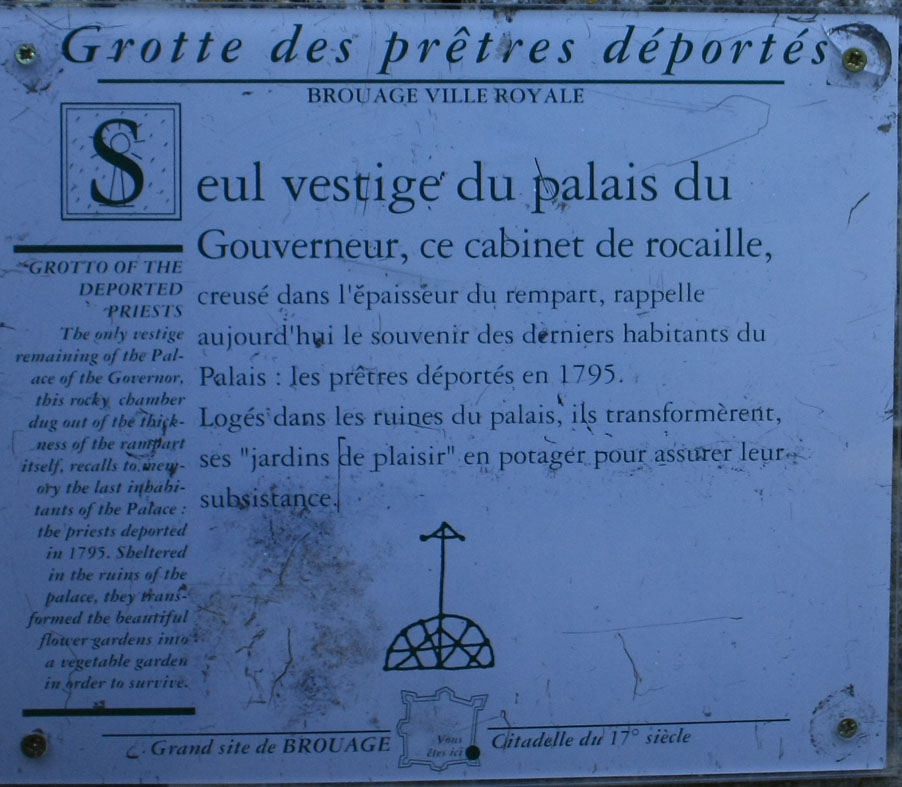 Grotte des prêtres déportés
BROUAGE VILLE ROYALE
Seul vestige du palais du
Gouverneur, ce cabinet de rocaille,
creusé dans l'épaisseur du rempart, rappelle
aujourd'hui le souvenir des derniers habitants du
Palais : les prêtres déportés en 1795.
Logés dans les ruines du palais, ils transformèrent,
ses "jardins de plaisir" en potager pour assurer leur
subsistance.
GROTTO OF THE
DEPORTED
PRIESTS
The only vestige
remaining of the Pal-
ace of the Governor,
this rocky chamber
dug out of the thick-
ness of the rampart
itself, recalls to mem-
ory the last inhabi-
tants of the Palace :
the priests deported
in 1795. Sheltered
in the ruins of the
palace, they trans-
formed the beautiful
flower gardens into
a vegetable garden
in order to survive.
Grand site de BROUAGE
Vous
êtes ici
Citadelle du 17° siècle